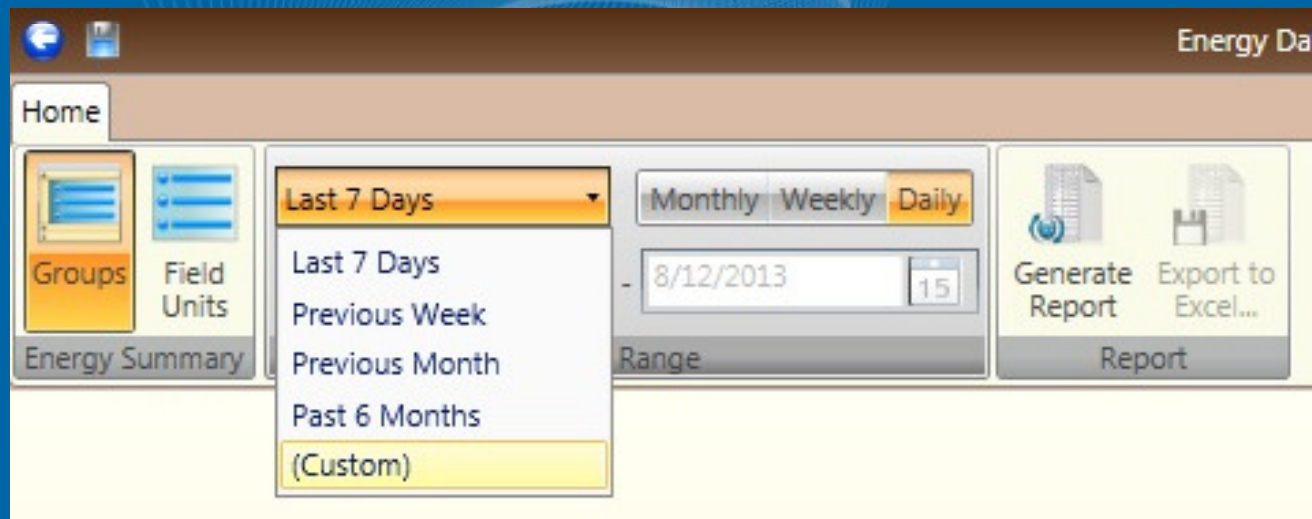 Energy Da
Home
Groups
Field
Units
Energy Summary
Last 7 Days
Monthly Weekly Daily
Last 7 Days
Previous Week
Previous Month
Past 6 Months
(Custom)
- 8/12/2013
15
Range
Generate
Report
Export to
Excel...
Report